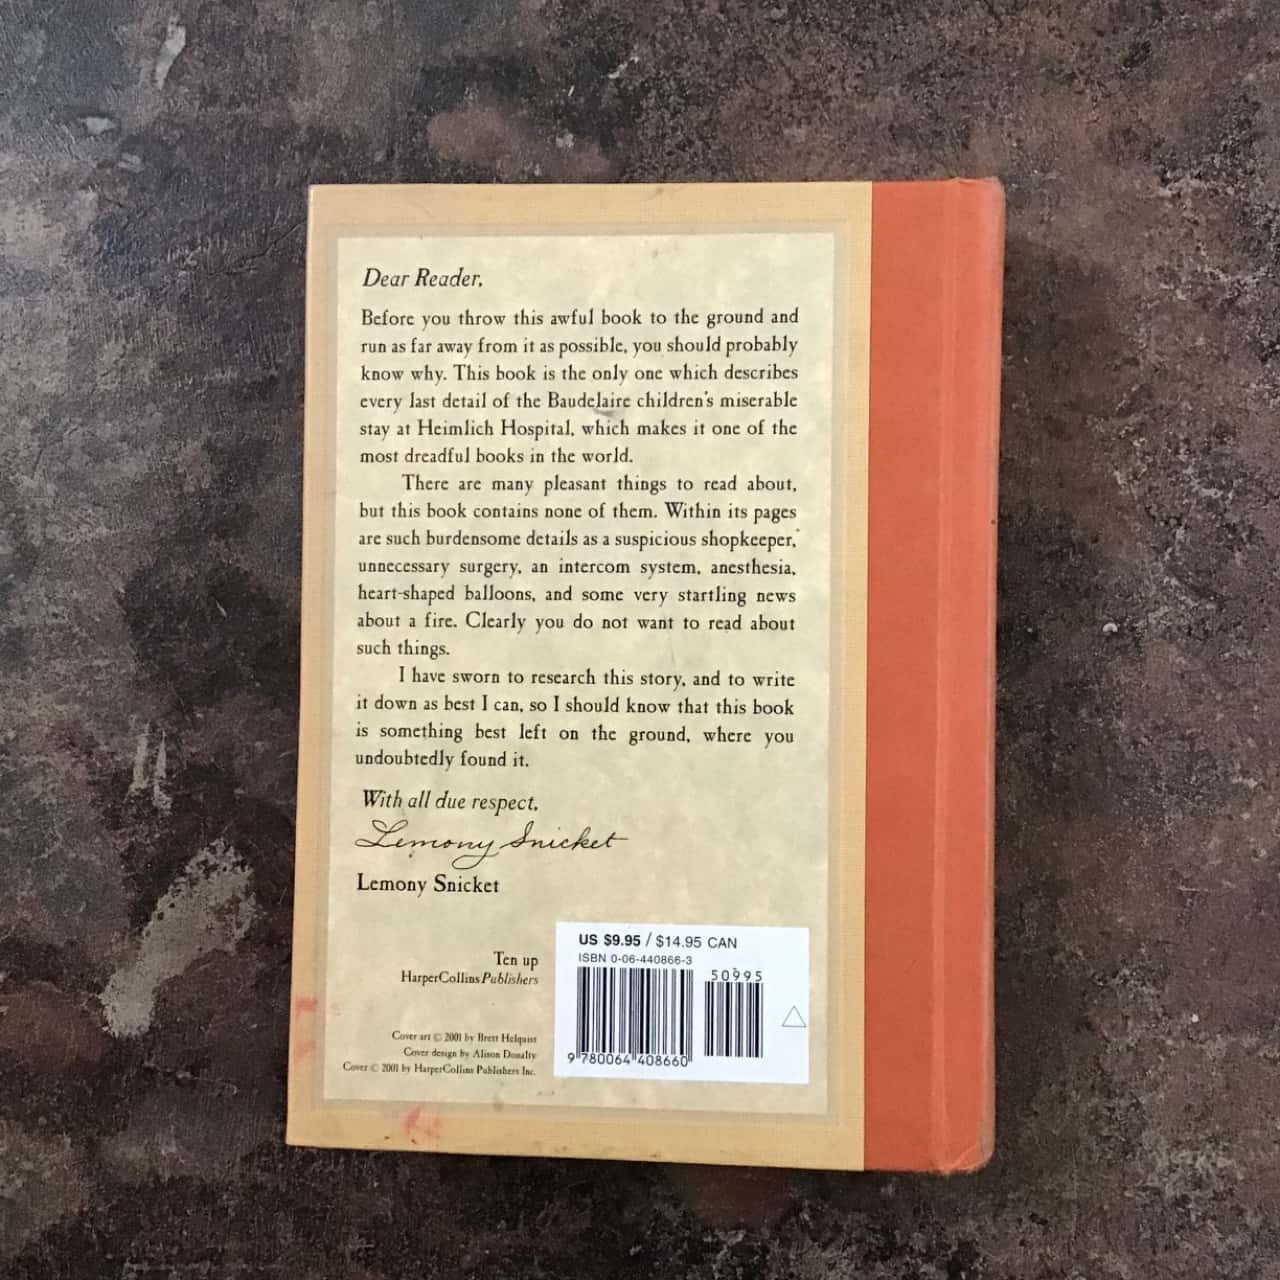 Dear Reader,
Before you throw this awful book to the ground and
run as far away from it as possible, you should probably
know why. This book is the only one which describes
every last detail of the Baudelaire children's miserable
stay at Heimlich Hospital, which makes it one of the
most dreadful books in the world.
There are many pleasant things to read about,
but this book contains none of them. Within its pages
are such burdensome details as a suspicious shopkeeper,
unnecessary surgery, an intercom system, anesthesia,
heart-shaped balloons, and some very startling news
about a fire. Clearly you do not want to read about
such things.
I have sworn to research this story, and to write
it down as best I can, so I should know that this book
is something best left on the ground, where you
undoubtedly found it.
With all due respect,
Lemony Snicket
Lemony Snicket
Ten up
HarperCollinsPublishers
Cover art © 2001 by Brett Helquist
Cover design by Alison Donalty
Cover © 2001 by HarperCollins Publishers Inc.
US $9.95 / $14.95 CAN
ISBN 0-06-440866-3
50995
9 780064 408660